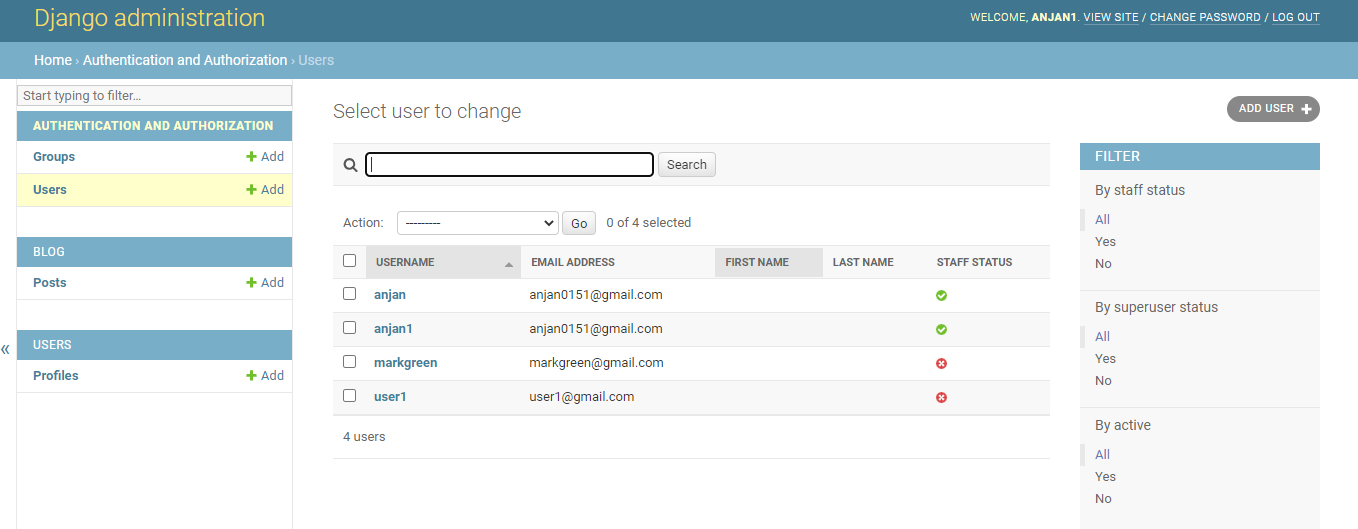 Django administration
WELCOME, ANJAN1. VIEW SITE / CHANGE PASSWORD / LOG OUT
Home › Authentication and Authorization › Users
Start typing to filter...
AUTHENTICATION AND AUTHORIZATION
Groups + Add
Users + Add
BLOG
Posts + Add
USERS
Profiles + Add
«
Select user to change
ADD USER +
Search
Action: --------- Go 0 of 4 selected
USERNAME EMAIL ADDRESS FIRST NAME LAST NAME STAFF STATUS
anjan anjan0151@gmail.com
anjan1 anjan0151@gmail.com
markgreen markgreen@gmail.com
user1 user1@gmail.com
4 users
FILTER
By staff status
All
Yes
No
By superuser status
All
Yes
No
By active
All
Yes
No